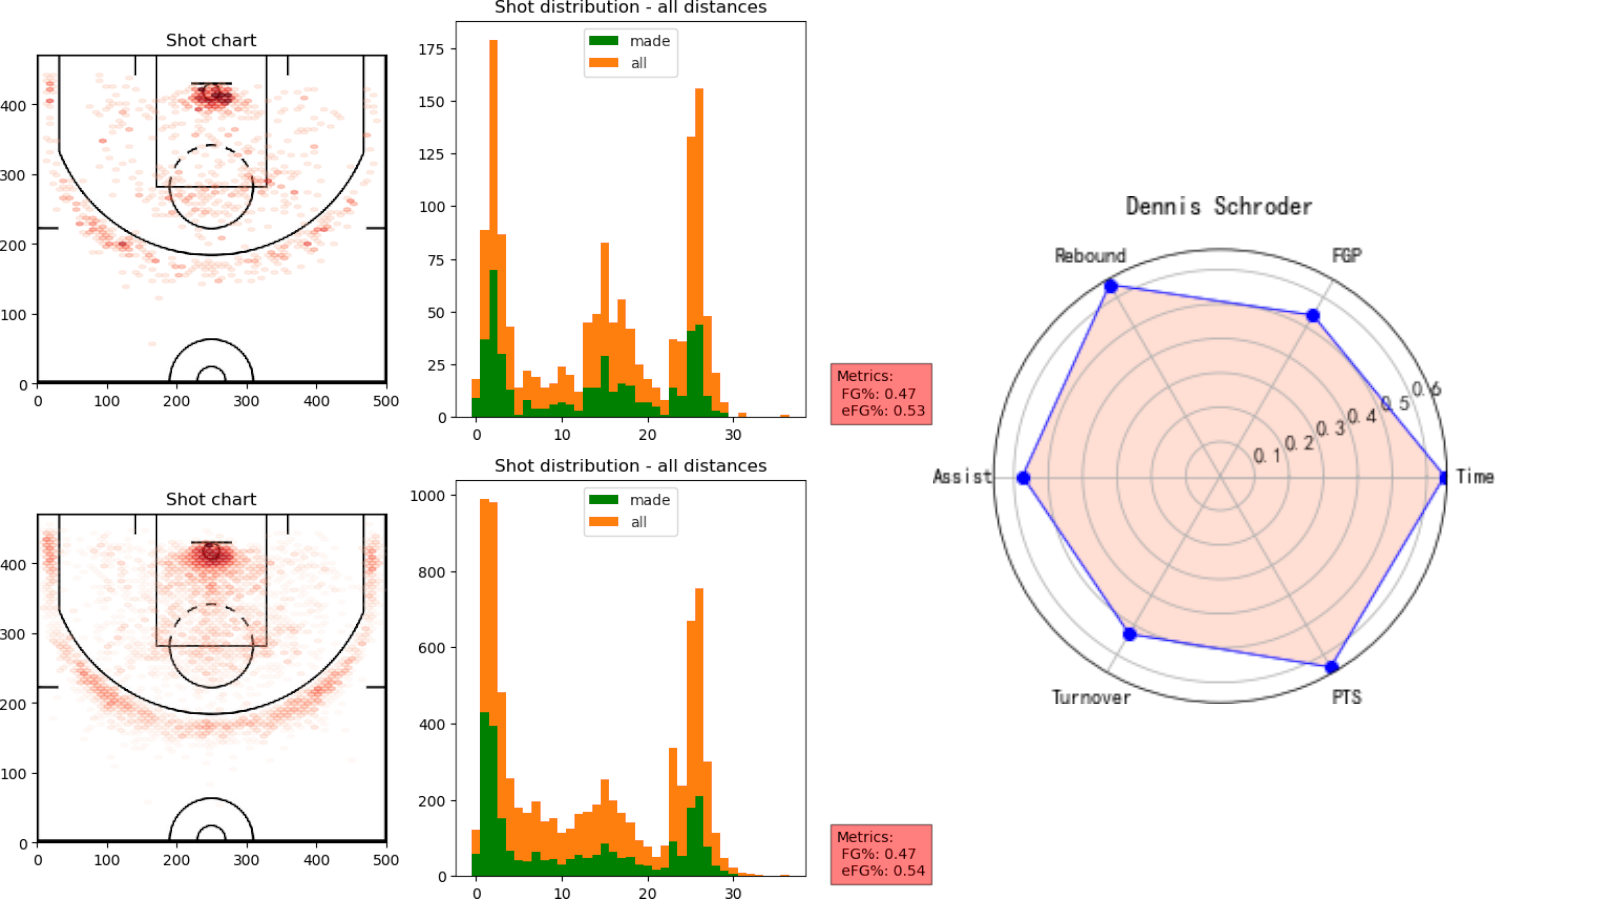 Shot chart
400
300
200
100
0
0 100 200 300 400 500
Shot distribution - all distances
made
all
175
150
125
100
75
50
25
0
0 10 20 30
Metrics:
FG%: 0.47
eFG%: 0.53
Shot chart
400
300
200
100
0
0 100 200 300 400 500
Shot distribution - all distances
made
all
1000
800
600
400
200
0
0 10 20 30
Metrics:
FG%: 0.47
eFG%: 0.54
Dennis Schroder
Rebound FGP
0.6
0.5
0.4
0.3
0.2
0.1
Assist Time
Turnover PTS